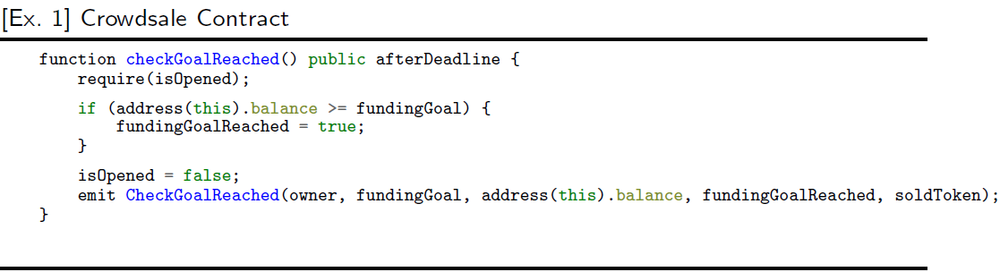 [Ex. 1] Crowdsale Contract
function checkGoalReached() public afterDeadline {
require(isOpened);
if (address(this).balance >= fundingGoal) {
fundingGoalReached = true;
}
isOpened = false;
emit CheckGoalReached(owner, fundingGoal, address(this).balance, fundingGoalReached, soldToken);
}